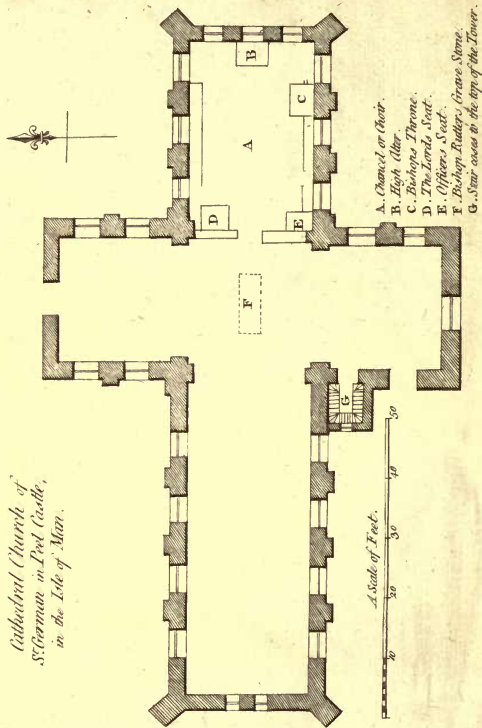 Cathedral Church of
St. German in Peel Castle,
in the Isle of Man.
A. Chancel or Choir.
B. High Alter.
C. Bishops Throne.
D. The Lords Seat.
E. Officers Seat.
F. Bishop Rutters Grave Stone.
G. Stair cases to the top of the Tower.
A Scale of Feet.
10 20 30 40 50
A
B
C
D
E
F
G